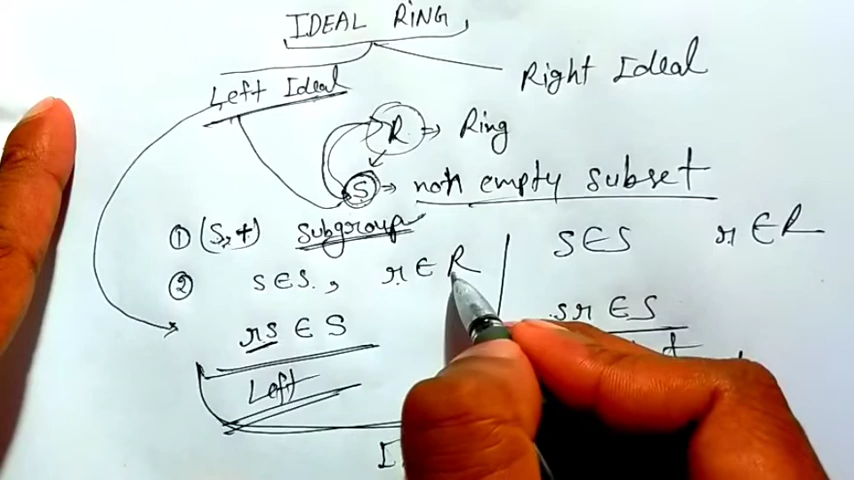 IDEAL RING
Left Ideal
Right Ideal
R → Ring
S → non empty subset
① (S, +) Subgroup
② s∈S, r∈R
rs ∈ S
Left
s∈S r∈R
sr ∈ S